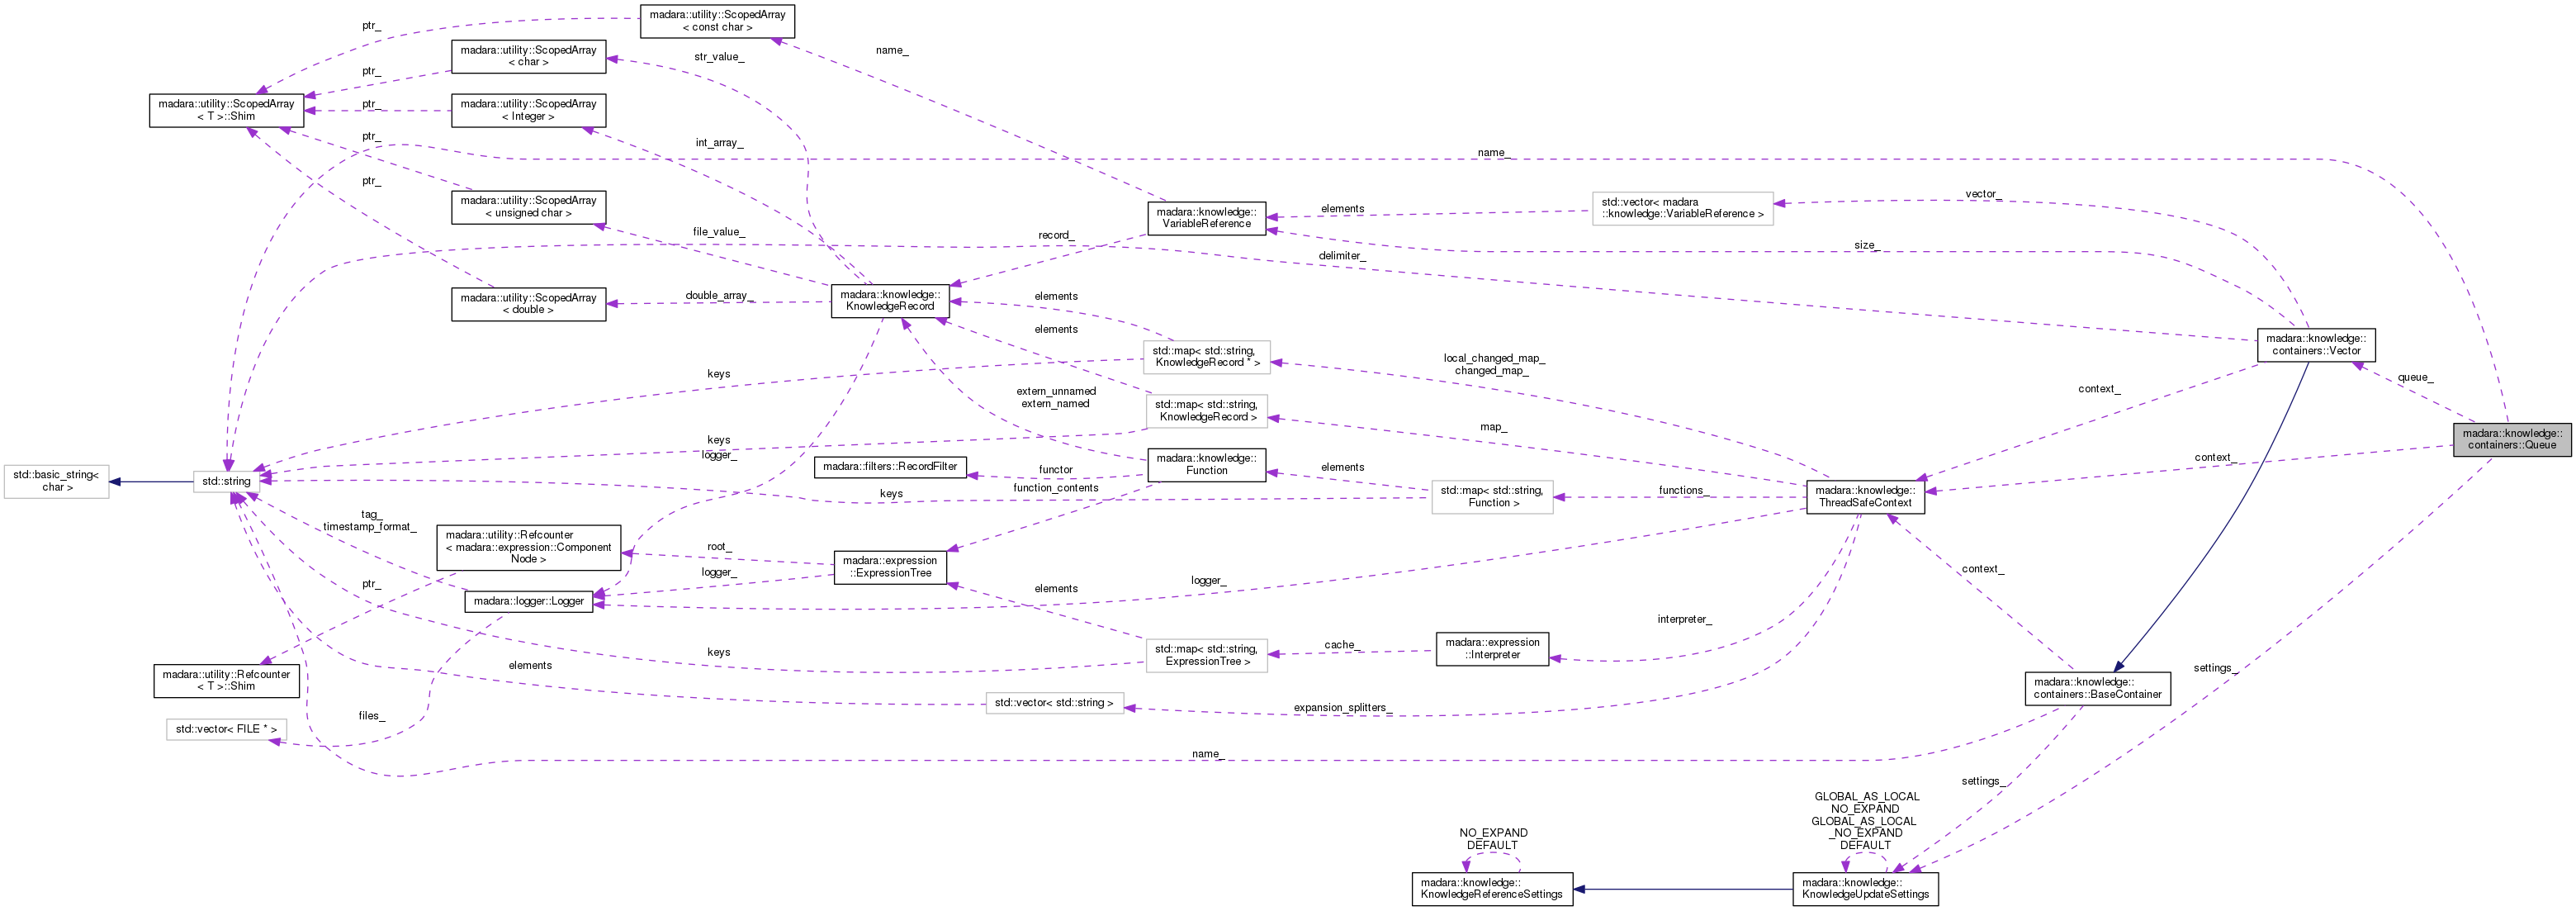 madara::utility::ScopedArray
< const char >
ptr_
madara::utility::ScopedArray
< char >
name_
str_value_
ptr_
madara::utility::ScopedArray
< T >::Shim
ptr_
madara::utility::ScopedArray
< Integer >
ptr_
int_array_
name_
ptr_
madara::utility::ScopedArray
< unsigned char >
madara::knowledge::
VariableReference
elements
std::vector< madara
::knowledge::VariableReference >
vector_
file_value_
record_
size_
delimiter_
madara::utility::ScopedArray
< double >
double_array_
madara::knowledge::
KnowledgeRecord
elements
elements
madara::knowledge::
containers::Vector
std::map< std::string,
KnowledgeRecord * >
local_changed_map_
changed_map_
keys
queue_
context_
extern_unnamed
extern_named
std::map< std::string,
KnowledgeRecord >
map_
keys
logger_
madara::knowledge::
containers::Queue
context_
std::basic_string<
char >
std::string
madara::filters::RecordFilter
functor
madara::knowledge::
Function
elements
function_contents
keys
std::map< std::string,
Function >
functions_
madara::knowledge::
ThreadSafeContext
tag_
timestamp_format_
madara::utility::Refcounter
< madara::expression::Component
Node >
root_
madara::expression
::ExpressionTree
logger_
ptr_
logger_
elements
context_
madara::logger::Logger
interpreter_
keys
std::map< std::string,
ExpressionTree >
cache_
madara::expression
::Interpreter
elements
settings_
madara::utility::Refcounter
< T >::Shim
madara::knowledge::
containers::BaseContainer
std::vector< std::string >
expansion_splitters_
files_
std::vector< FILE * >
name_
settings_
GLOBAL_AS_LOCAL
NO_EXPAND
GLOBAL_AS_LOCAL
_NO_EXPAND
DEFAULT
NO_EXPAND
DEFAULT
madara::knowledge::
KnowledgeReferenceSettings
madara::knowledge::
KnowledgeUpdateSettings